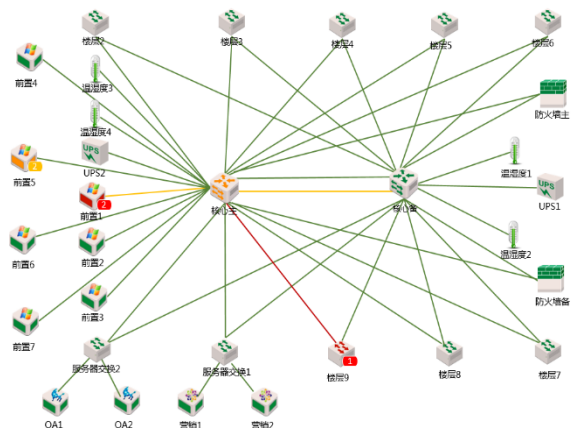 楼层2
楼层3
楼层4
楼层5
楼层6
前置4
温湿度3
防火墙主
温湿度4
UPS
UPS2
温湿度1
前置5
2
UPS
UPS1
前置1
2
核心主
核心备
前置6
前置2
温湿度2
防火墙备
前置3
前置7
服务器交换2
服务器交换1
楼层9
1
楼层8
楼层7
OA1
OA2
营销1
营销2